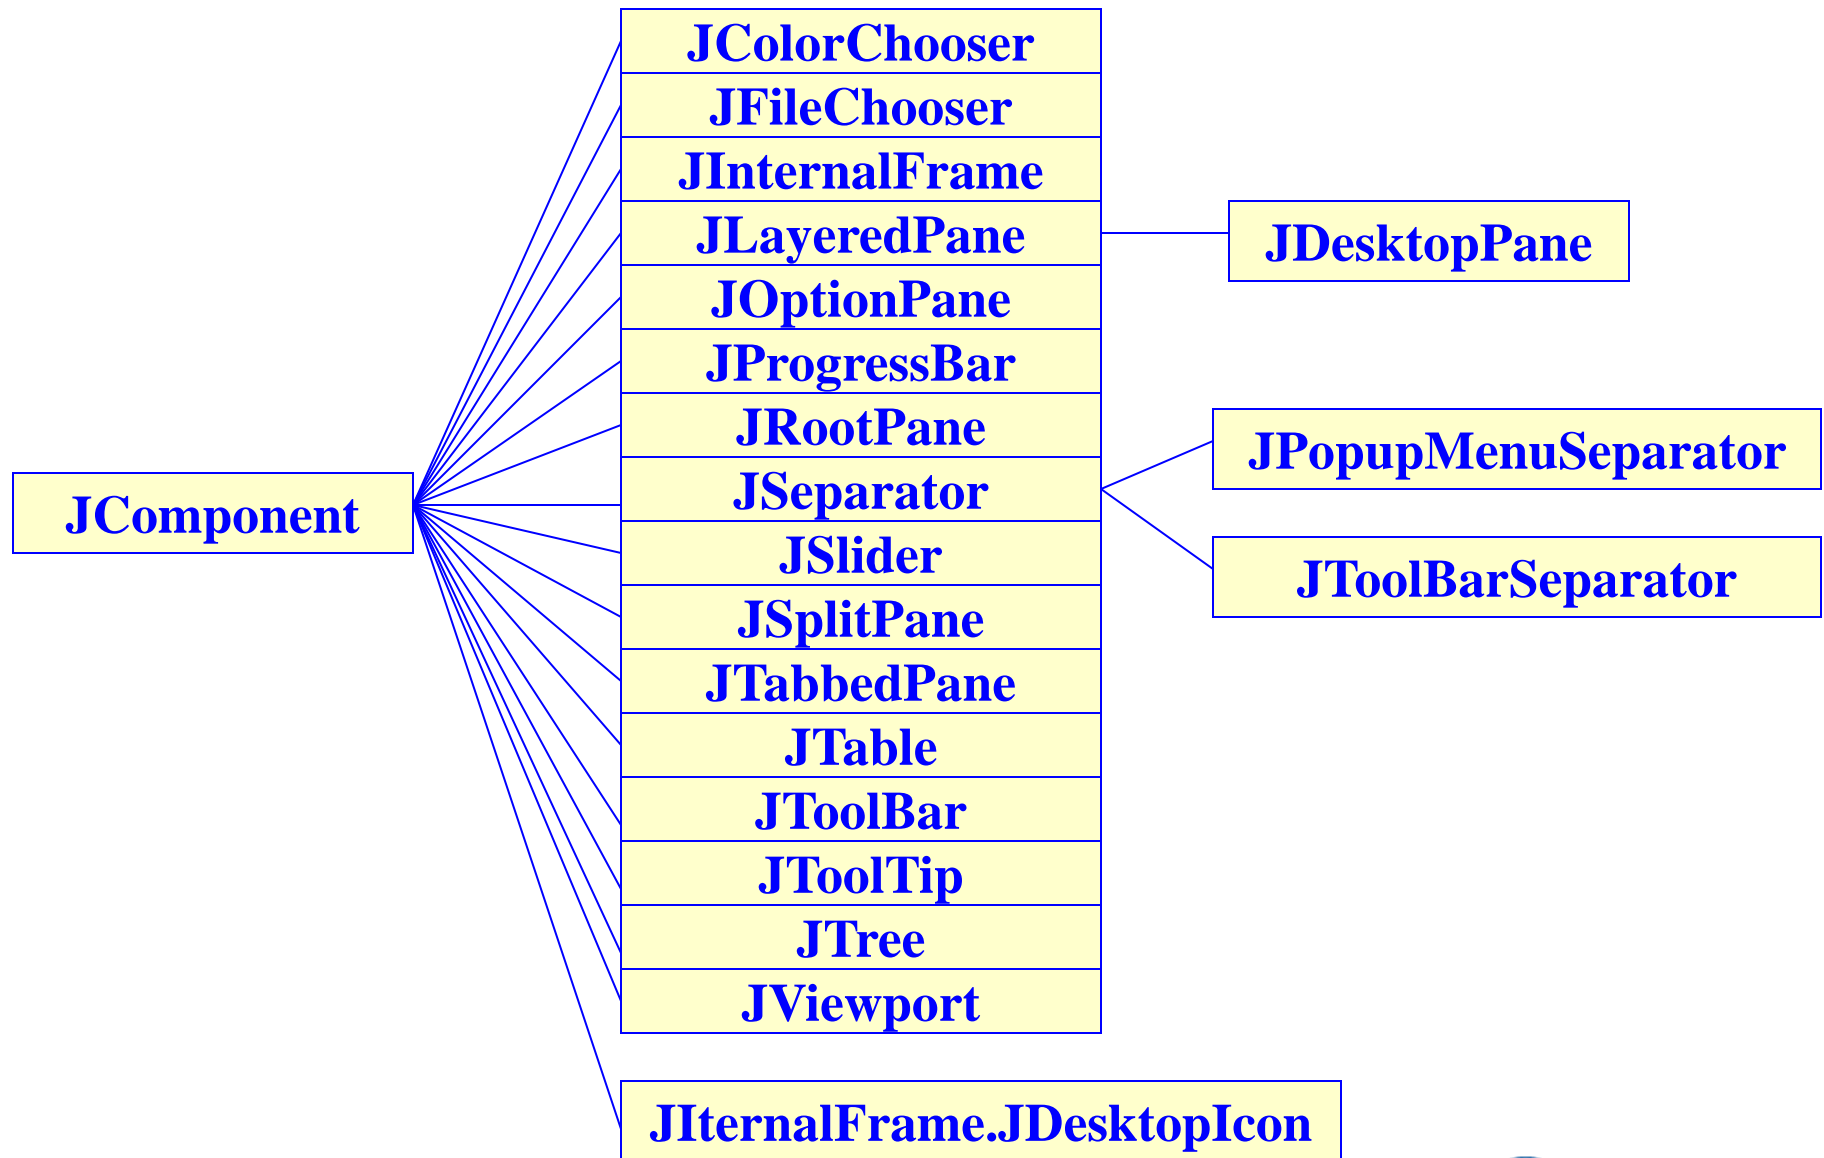 JColorChooser
JFileChooser
JInternalFrame
JLayeredPane
JDesktopPane
JOptionPane
JProgressBar
JRootPane
JPopupMenuSeparator
JComponent
JSeparator
JSlider
JToolBarSeparator
JSplitPane
JTabbedPane
JTable
JToolBar
JToolTip
JTree
JViewport
JIternalFrame.JDesktopIcon